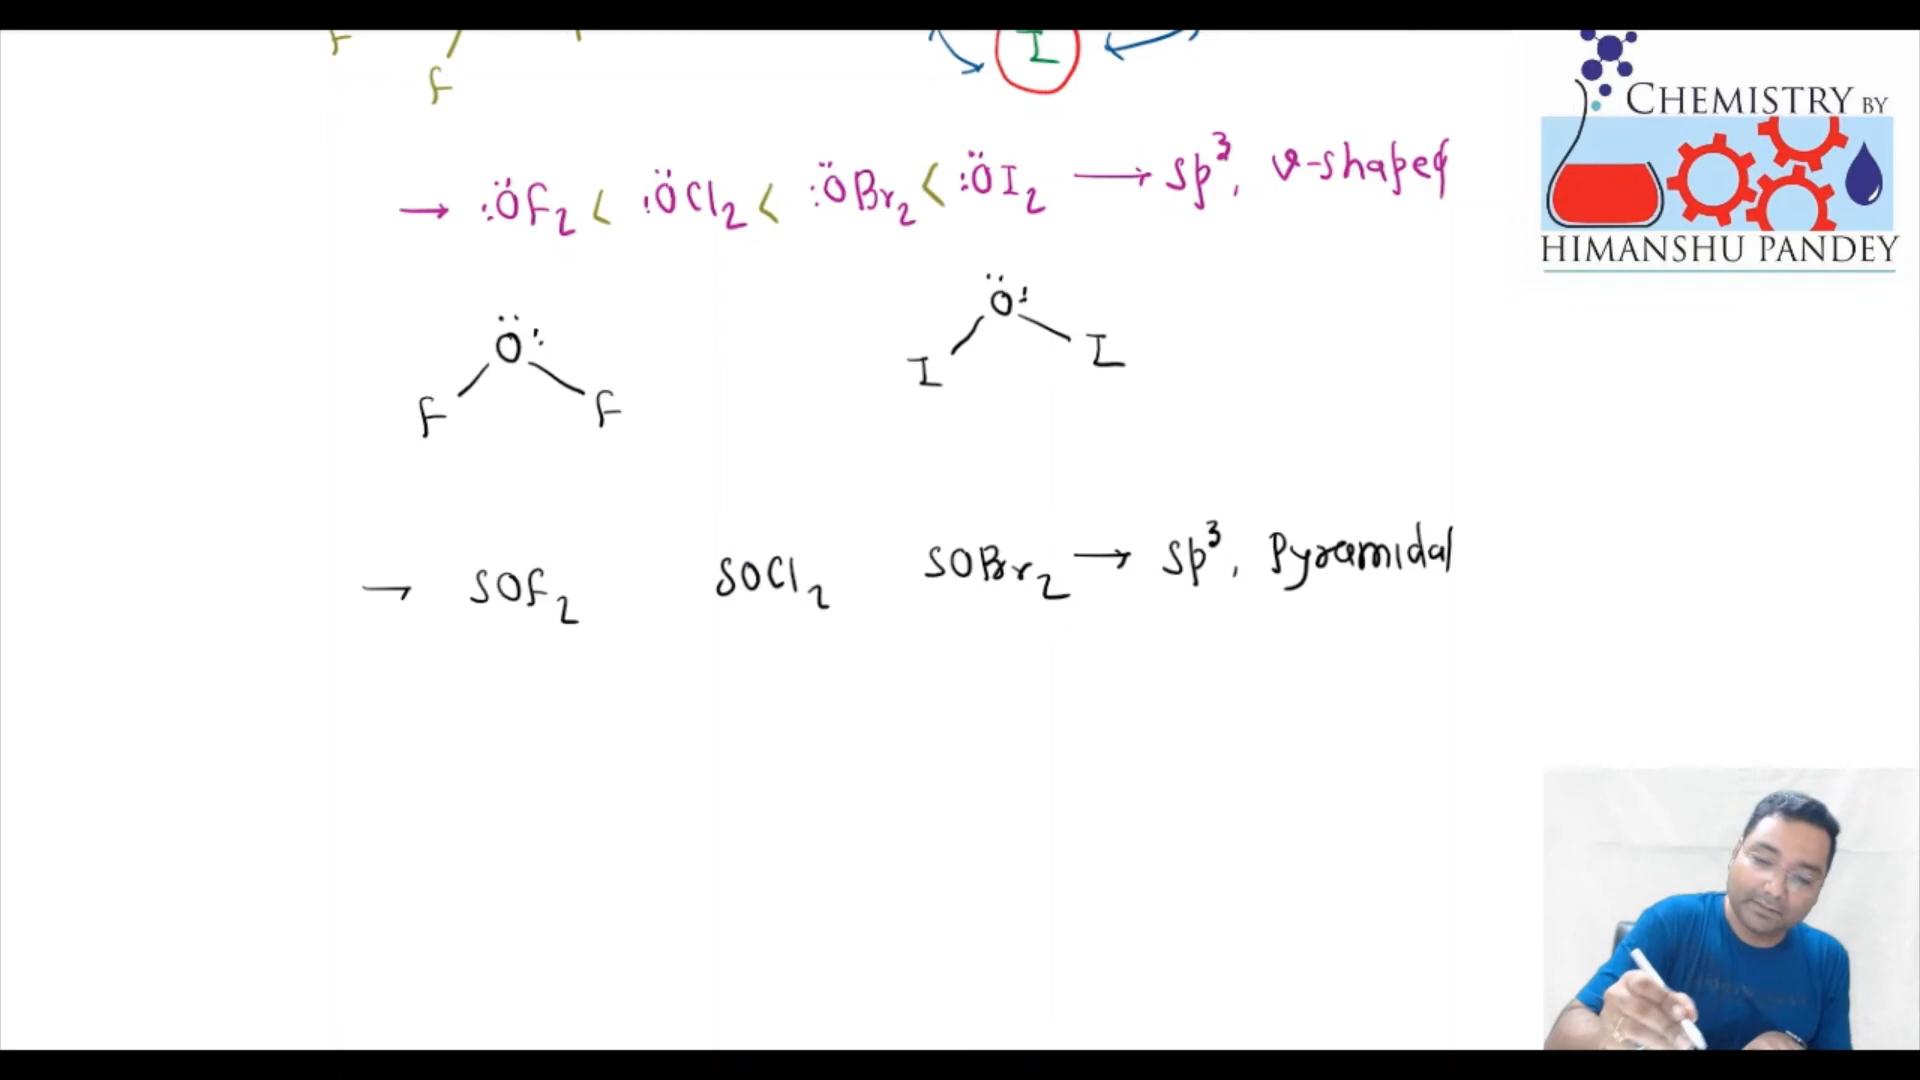 F
F
I
CHEMISTRY BY
HIMANSHU PANDEY
→ :ÖF₂ < :ÖCl₂ < :ÖBr₂ < :ÖI₂ → sp³, v-shaped
Ö: Ö:
F F I I
→ SOF₂ SOCl₂ SOBr₂ → sp³, Pyramidal